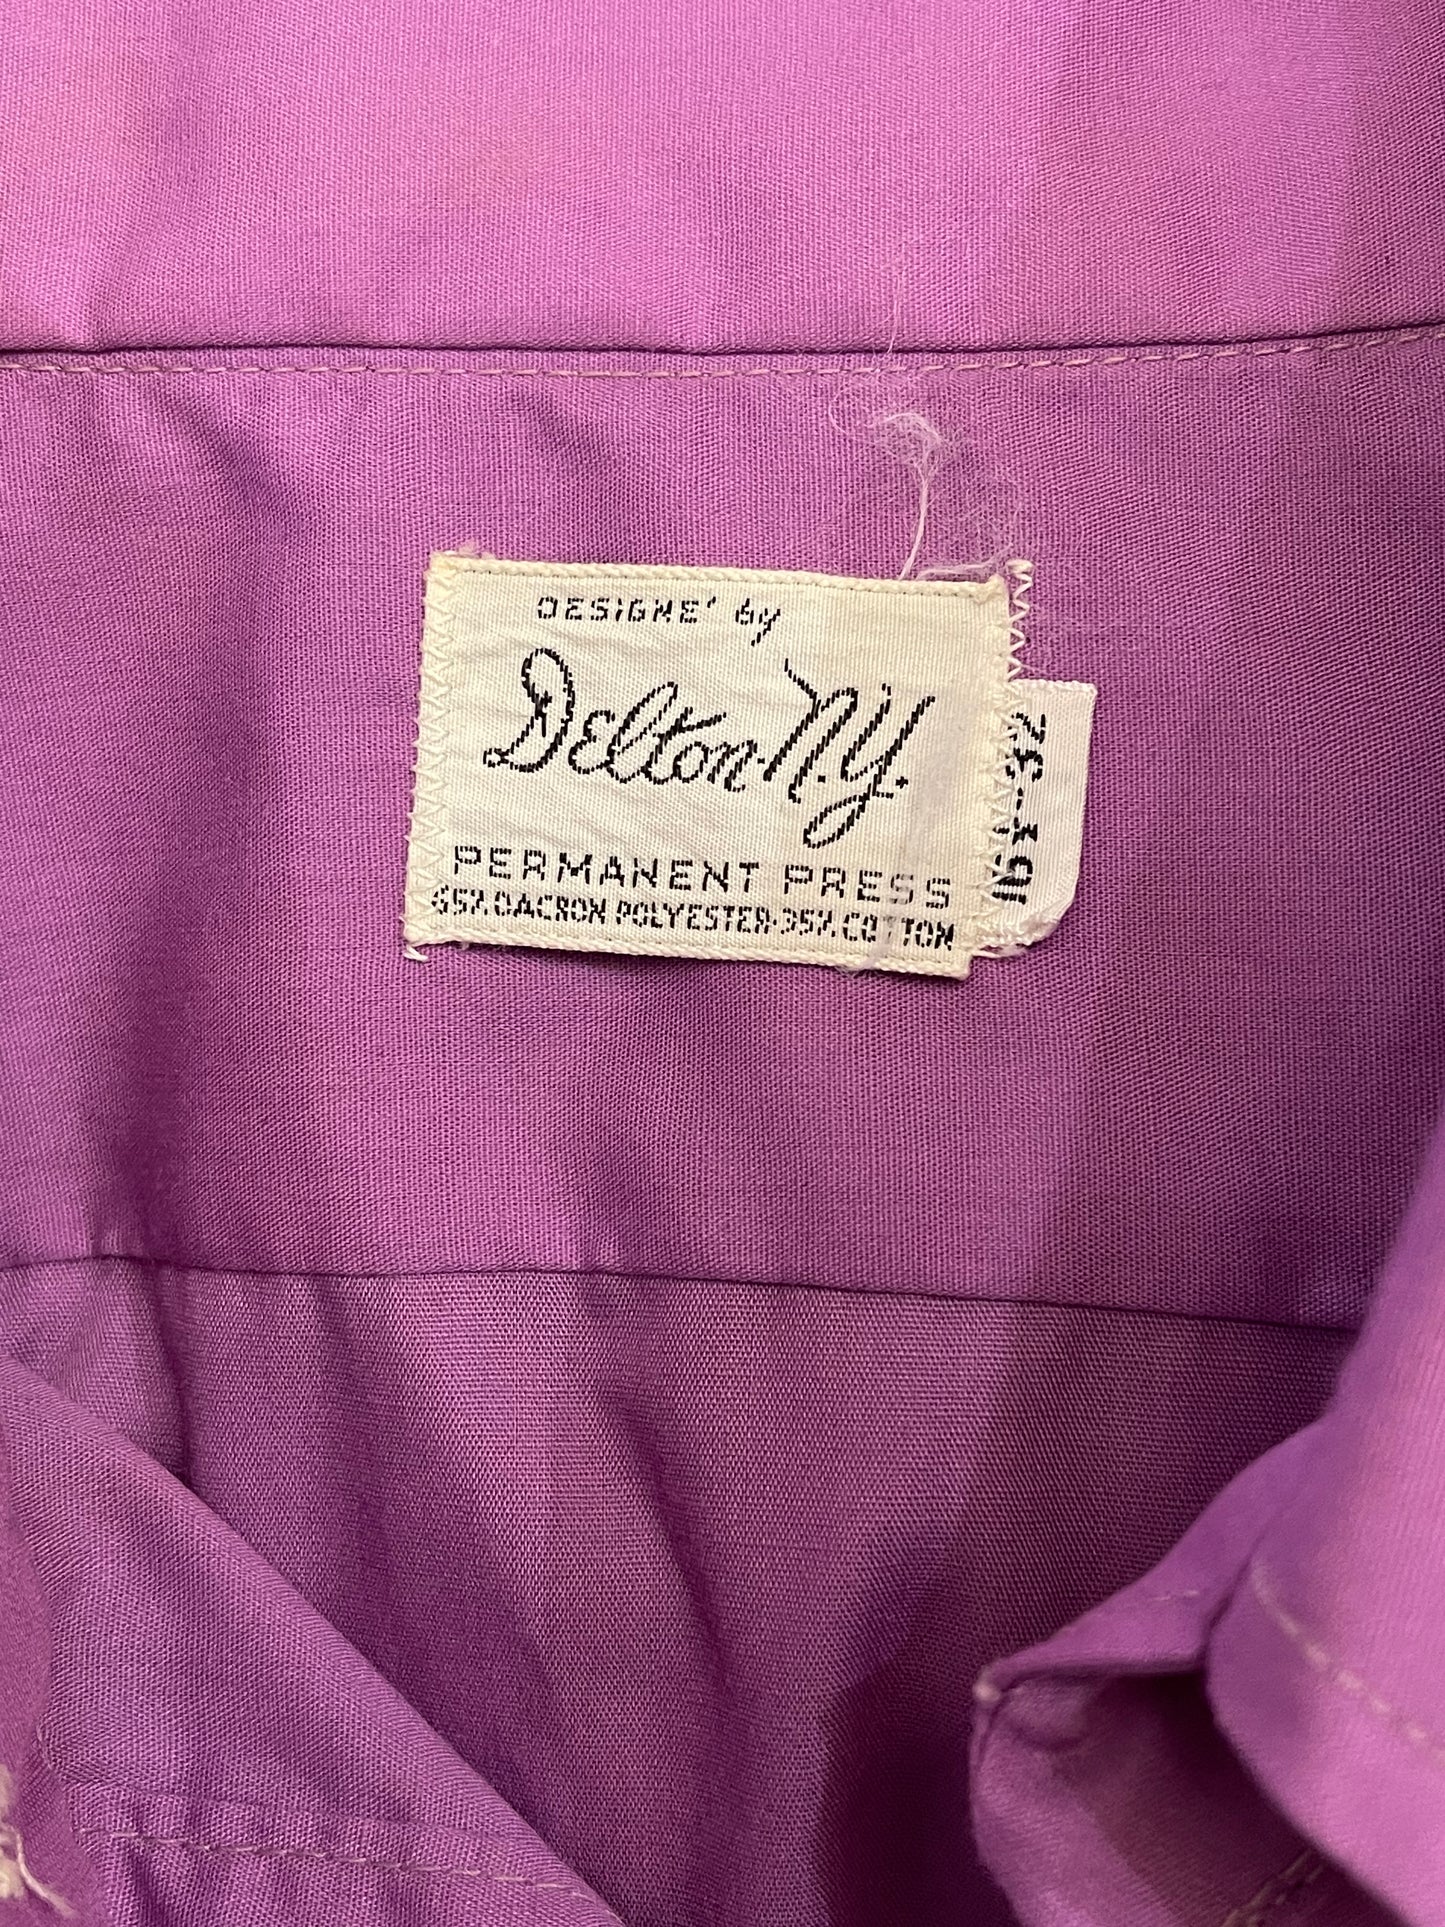 DESIGNE' by
Delton N.Y.
PERMANENT PRESS
65% DACRON POLYESTER·35% COTTON
16½-32